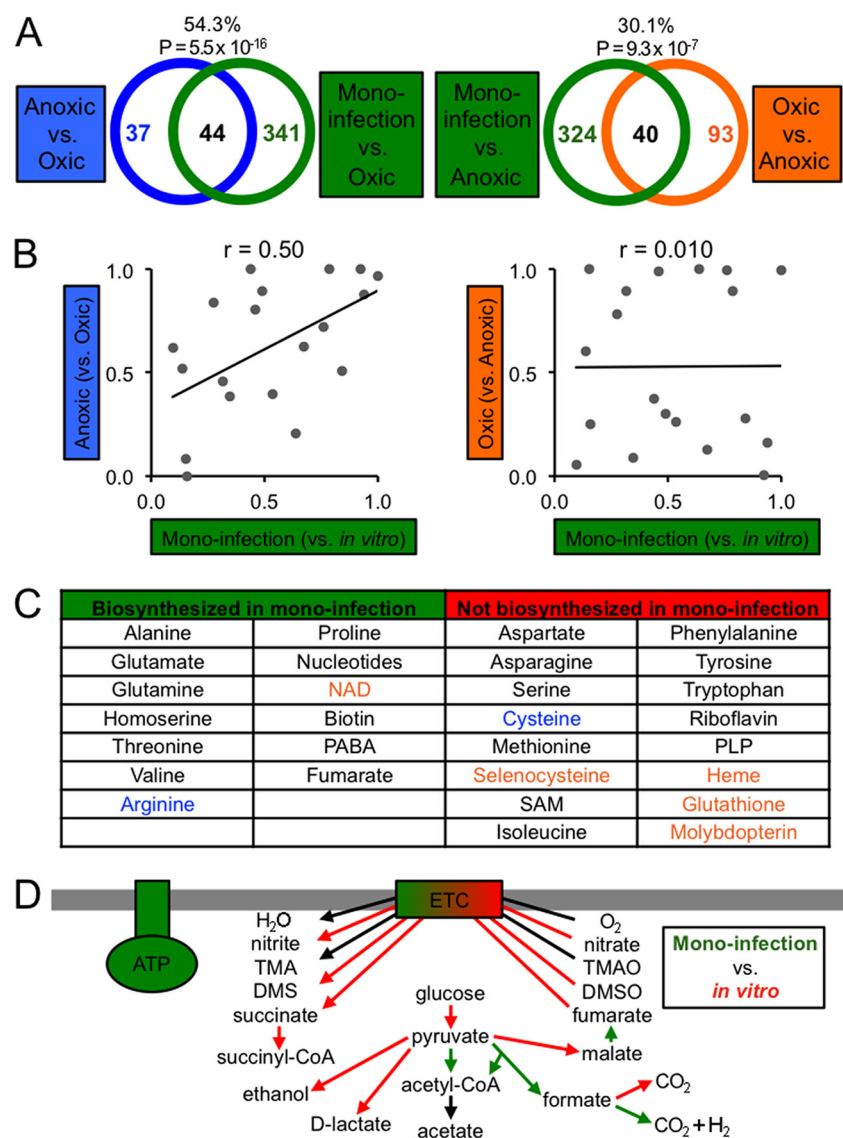 A
54.3%
P = 5.5 x 10-16
30.1%
P = 9.3 x 10-7
Anoxic
vs.
Oxic
37
44
341
Mono-
infection
vs.
Oxic
Mono-
infection
vs.
Anoxic
324
40
93
Oxic
vs.
Anoxic
B
r = 0.50
Anoxic (vs. Oxic)
1.0
0.5
0.0
0.0 0.5 1.0
Mono-infection (vs. in vitro)
r = 0.010
Oxic (vs. Anoxic)
1.0
0.5
0.0
0.0 0.5 1.0
Mono-infection (vs. in vitro)
C
Biosynthesized in mono-infection Not biosynthesized in mono-infection
Alanine Proline Aspartate Phenylalanine
Glutamate Nucleotides Asparagine Tyrosine
Glutamine NAD Serine Tryptophan
Homoserine Biotin Cysteine Riboflavin
Threonine PABA Methionine PLP
Valine Fumarate Selenocysteine Heme
Arginine SAM Glutathione
Isoleucine Molybdopterin
D
ETC
ATP
H2O
nitrite
TMA
DMS
succinate
succinyl-CoA
O2
nitrate
TMAO
DMSO
fumarate
malate
glucose
pyruvate
acetyl-CoA
acetate
ethanol
D-lactate
formate
CO2
CO2 + H2
Mono-infection
vs.
in vitro